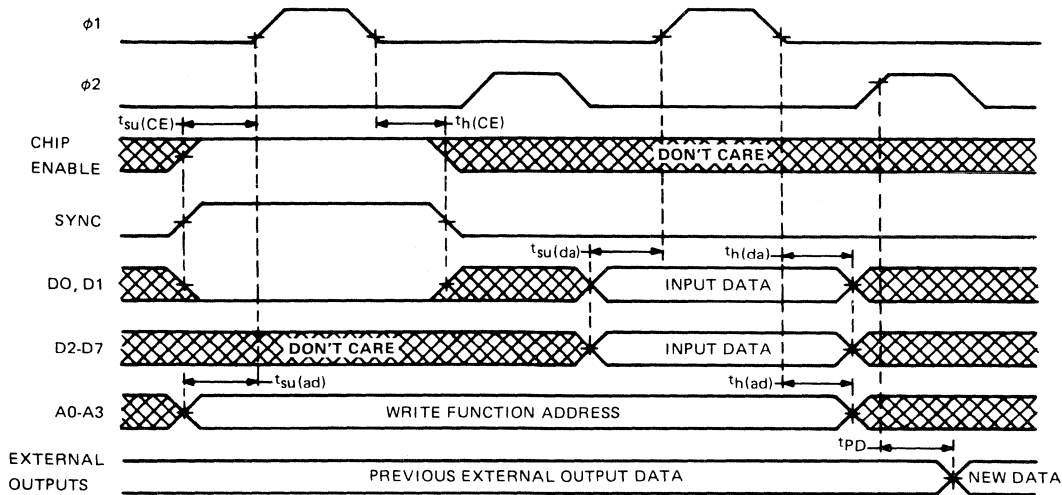 ϕ1
ϕ2
tsu(CE)
th(CE)
CHIP
ENABLE
DON'T CARE
SYNC
tsu(da)
th(da)
DO, D1
INPUT DATA
D2-D7
DON'T CARE
INPUT DATA
tsu(ad)
th(ad)
A0-A3
WRITE FUNCTION ADDRESS
tPD
EXTERNAL
OUTPUTS
PREVIOUS EXTERNAL OUTPUT DATA
NEW DATA